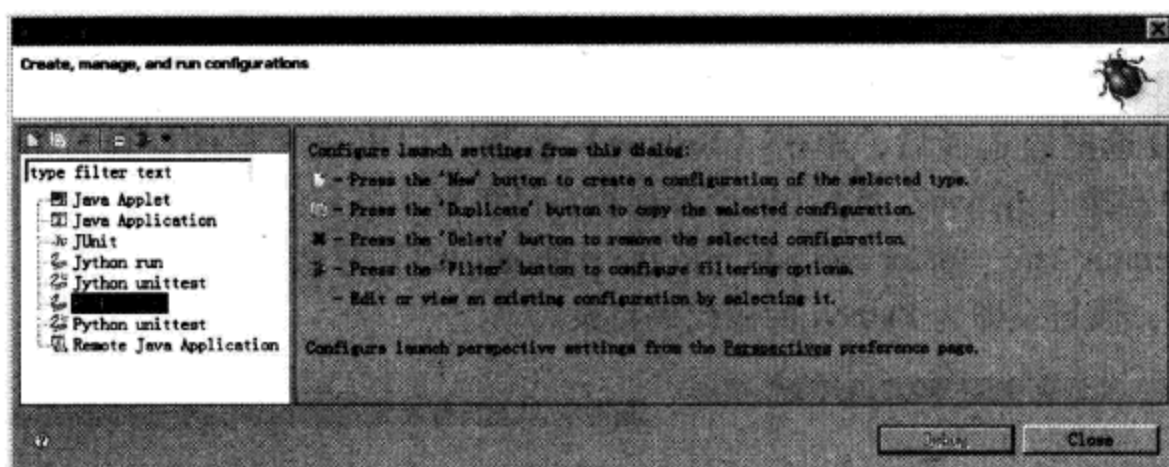 Create, manage, and run configurations
type filter text
Java Applet
Java Application
JUnit
Jython run
Jython unittest
Python unittest
Remote Java Application
Configure launch settings from this dialog:
- Press the 'New' button to create a configuration of the selected type.
- Press the 'Duplicate' button to copy the selected configuration.
- Press the 'Delete' button to remove the selected configuration.
- Press the 'Filter' button to configure filtering options.
- Edit or view an existing configuration by selecting it.
Configure launch perspective settings from the Perspectives preference page.
Debug
Close